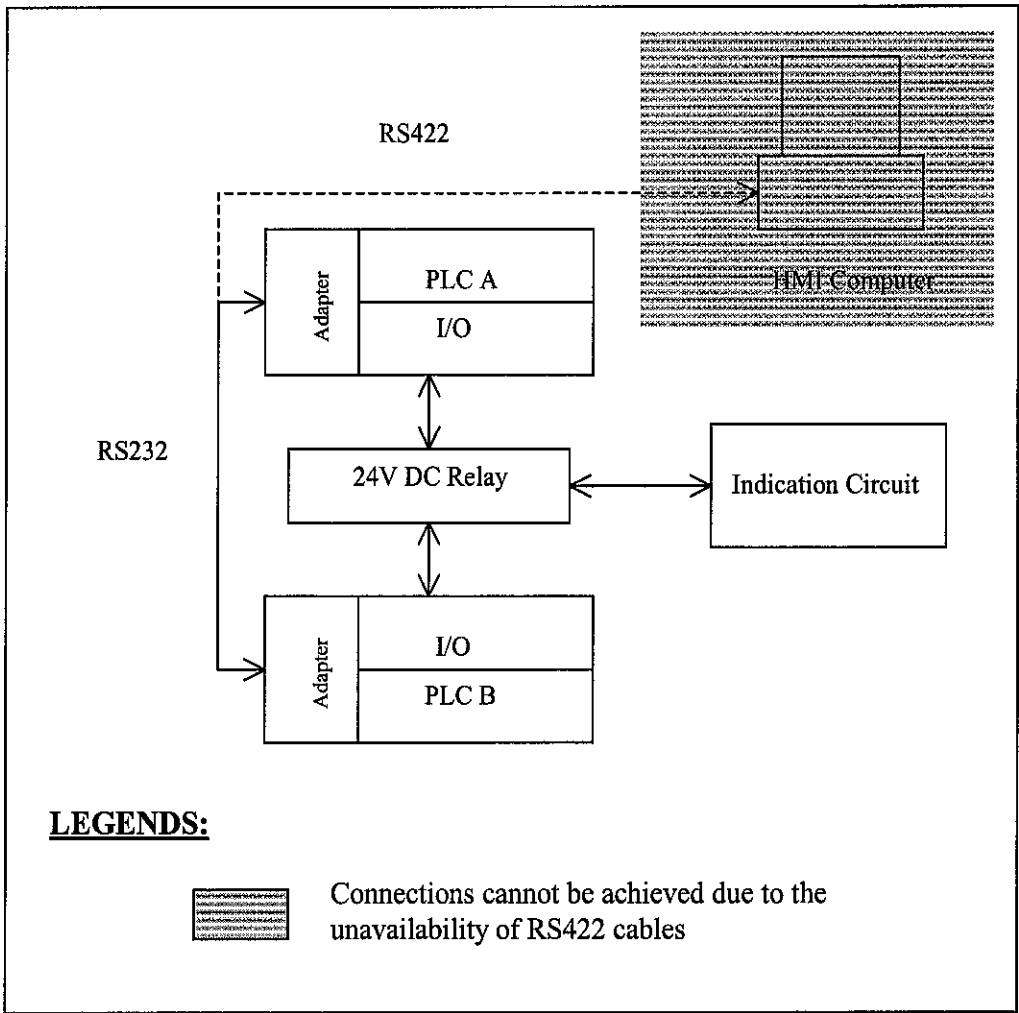 RS422
HMI Computer
Adapter
PLC A
I/O
RS232
24V DC Relay
Indication Circuit
Adapter
I/O
PLC B
LEGENDS:
Connections cannot be achieved due to the
unavailability of RS422 cables